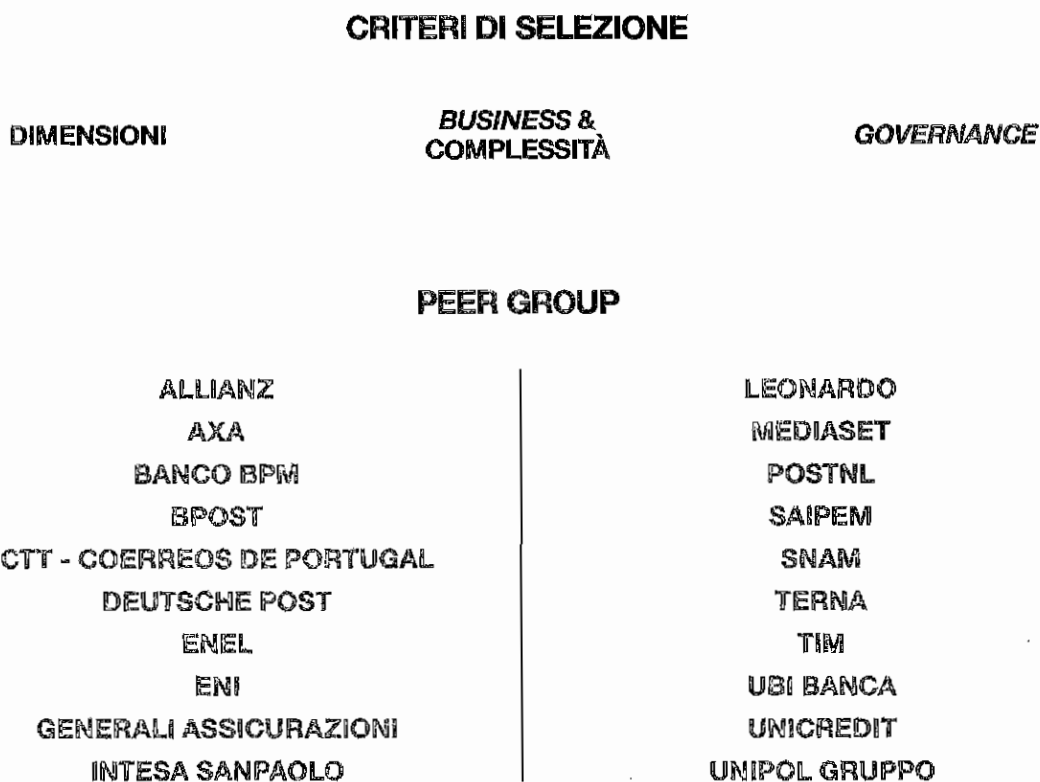 CRITERI DI SELEZIONE
DIMENSIONI
BUSINESS &
COMPLESSITÀ
GOVERNANCE
PEER GROUP
ALLIANZ
AXA
BANCO BPM
BPOST
CTT - COERREOS DE PORTUGAL
DEUTSCHE POST
ENEL
ENI
GENERALI ASSICURAZIONI
INTESA SANPAOLO
LEONARDO
MEDIASET
POSTNL
SAIPEM
SNAM
TERNA
TIM
UBI BANCA
UNICREDIT
UNIPOL GRUPPO